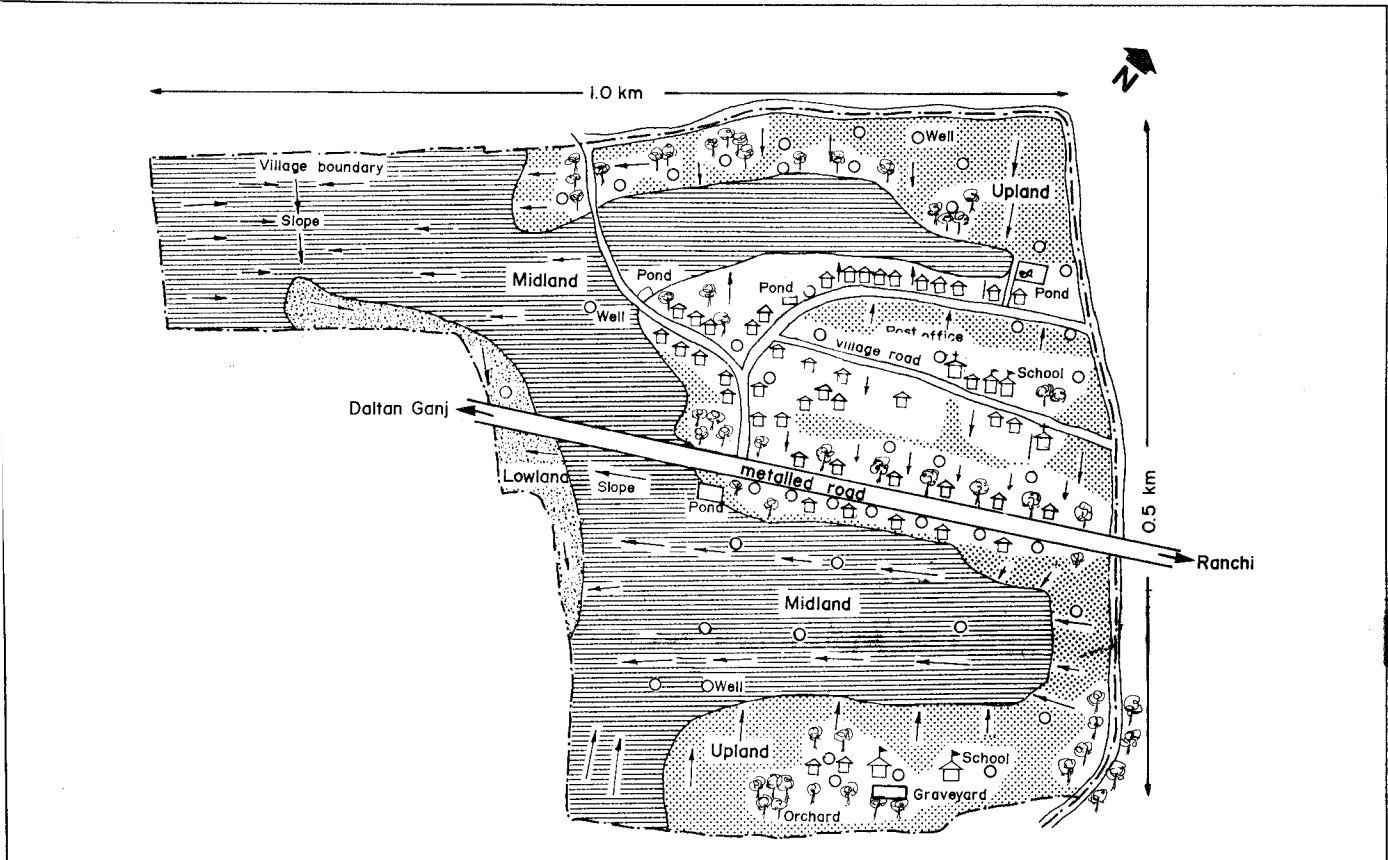 N
1.0 km
Well
Village boundary
Upland
Slope
Midland
Pond
Pond
Pond
Well
Post office
Village road
School
Daltan Ganj
metalled road
Lowland
Slope
Pond
0.5 km
Ranchi
Midland
Well
Upland
School
Graveyard
Orchard